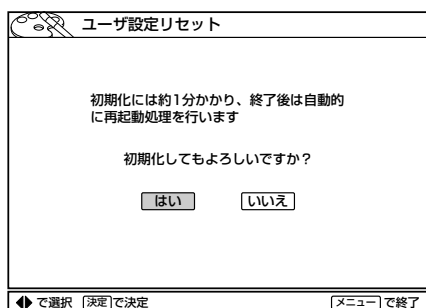 ユーザ設定リセット
初期化には約1分かかり、終了後は自動的
に再起動処理を行います
初期化してもよろしいですか？
はい いいえ
で選択 決定 で決定 メニュー で終了